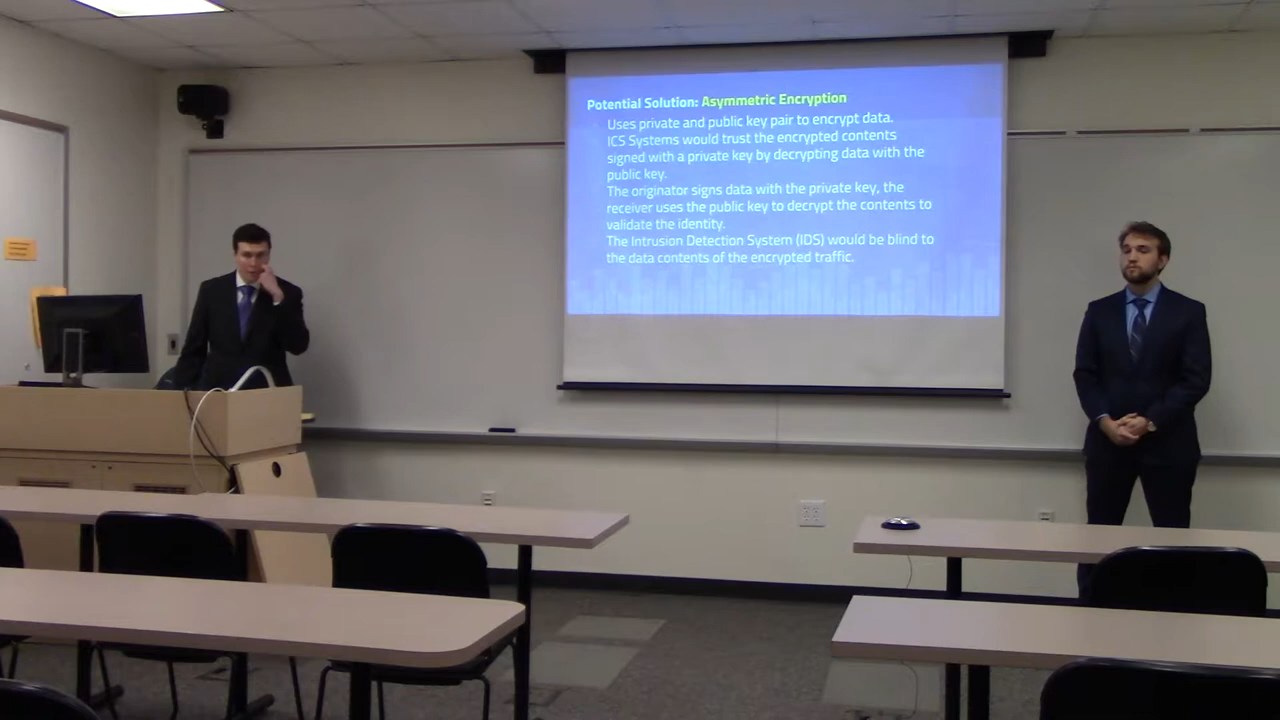 Potential Solution: Asymmetric Encryption
Uses private and public key pair to encrypt data.
ICS Systems would trust the encrypted contents
signed with a private key by decrypting data with the
public key.
The originator signs data with the private key, the
receiver uses the public key to decrypt the contents to
validate the identity.
The Intrusion Detection System (IDS) would be blind to
the data contents of the encrypted traffic.